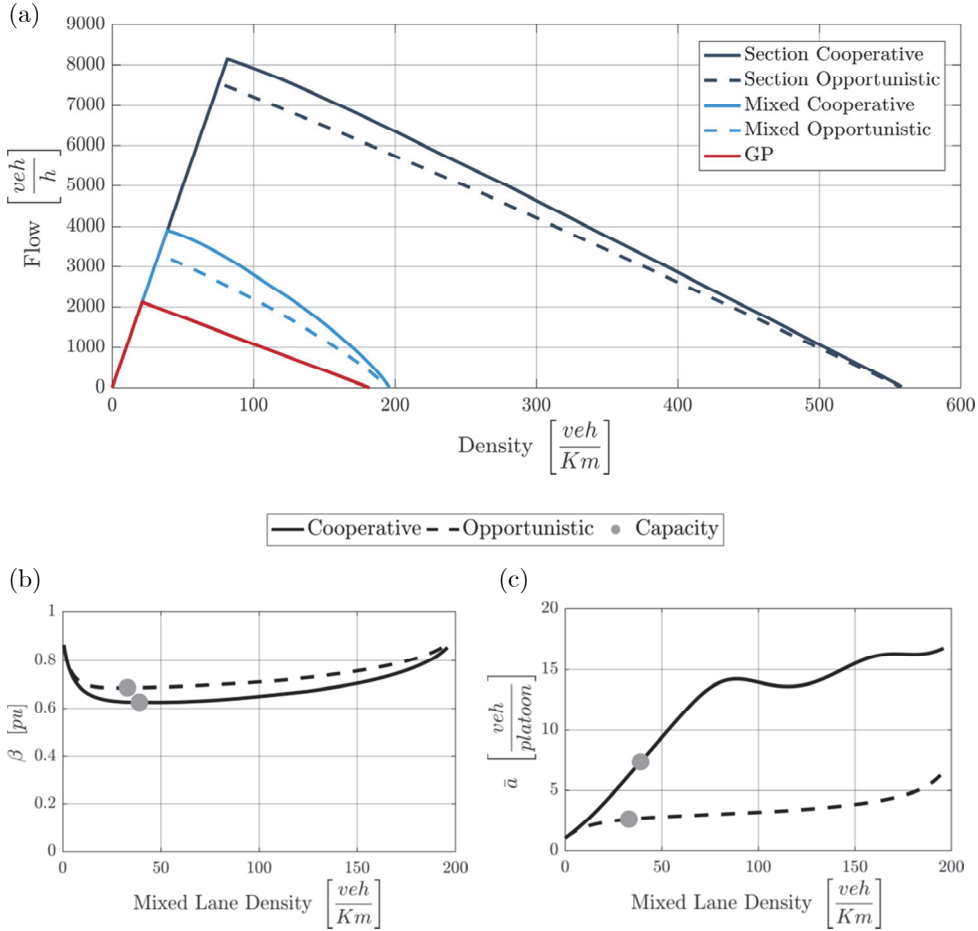 (a)
9000
8000
7000
6000
5000
4000
3000
2000
1000
0
Flow [veh/h]
Section Cooperative
Section Opportunistic
Mixed Cooperative
Mixed Opportunistic
GP
0 100 200 300 400 500 600
Density [veh/Km]
Cooperative Opportunistic Capacity
(b)
1
0.8
0.6
0.4
0.2
0
β [pu]
0 50 100 150 200
Mixed Lane Density [veh/Km]
(c)
20
15
10
5
0
ā [veh/platoon]
0 50 100 150 200
Mixed Lane Density [veh/Km]